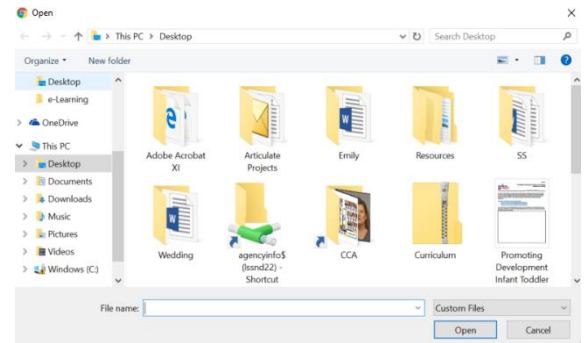 Open
This PC > Desktop
Search Desktop
Organize
New folder
Desktop
e-Learning
OneDrive
This PC
Desktop
Documents
Downloads
Music
Pictures
Videos
Windows (C:)
Adobe Acrobat
XI
Articulate
Projects
Emily
Resources
SS
Wedding
agencyinfo$
(lssnd22) -
Shortcut
CCA
Curriculum
Promoting
Development
Infant Toddler
File name:
Custom Files
Open
Cancel